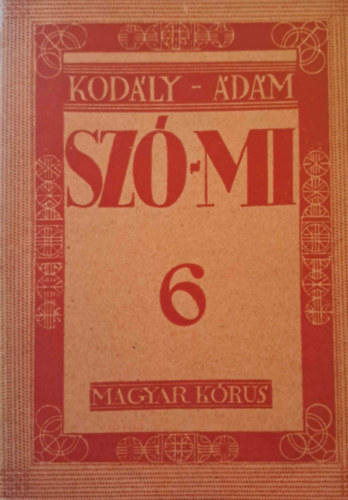 KODÁLY - ÁDÁM
SZÓ-MI
6
MAGYAR KÓRUS